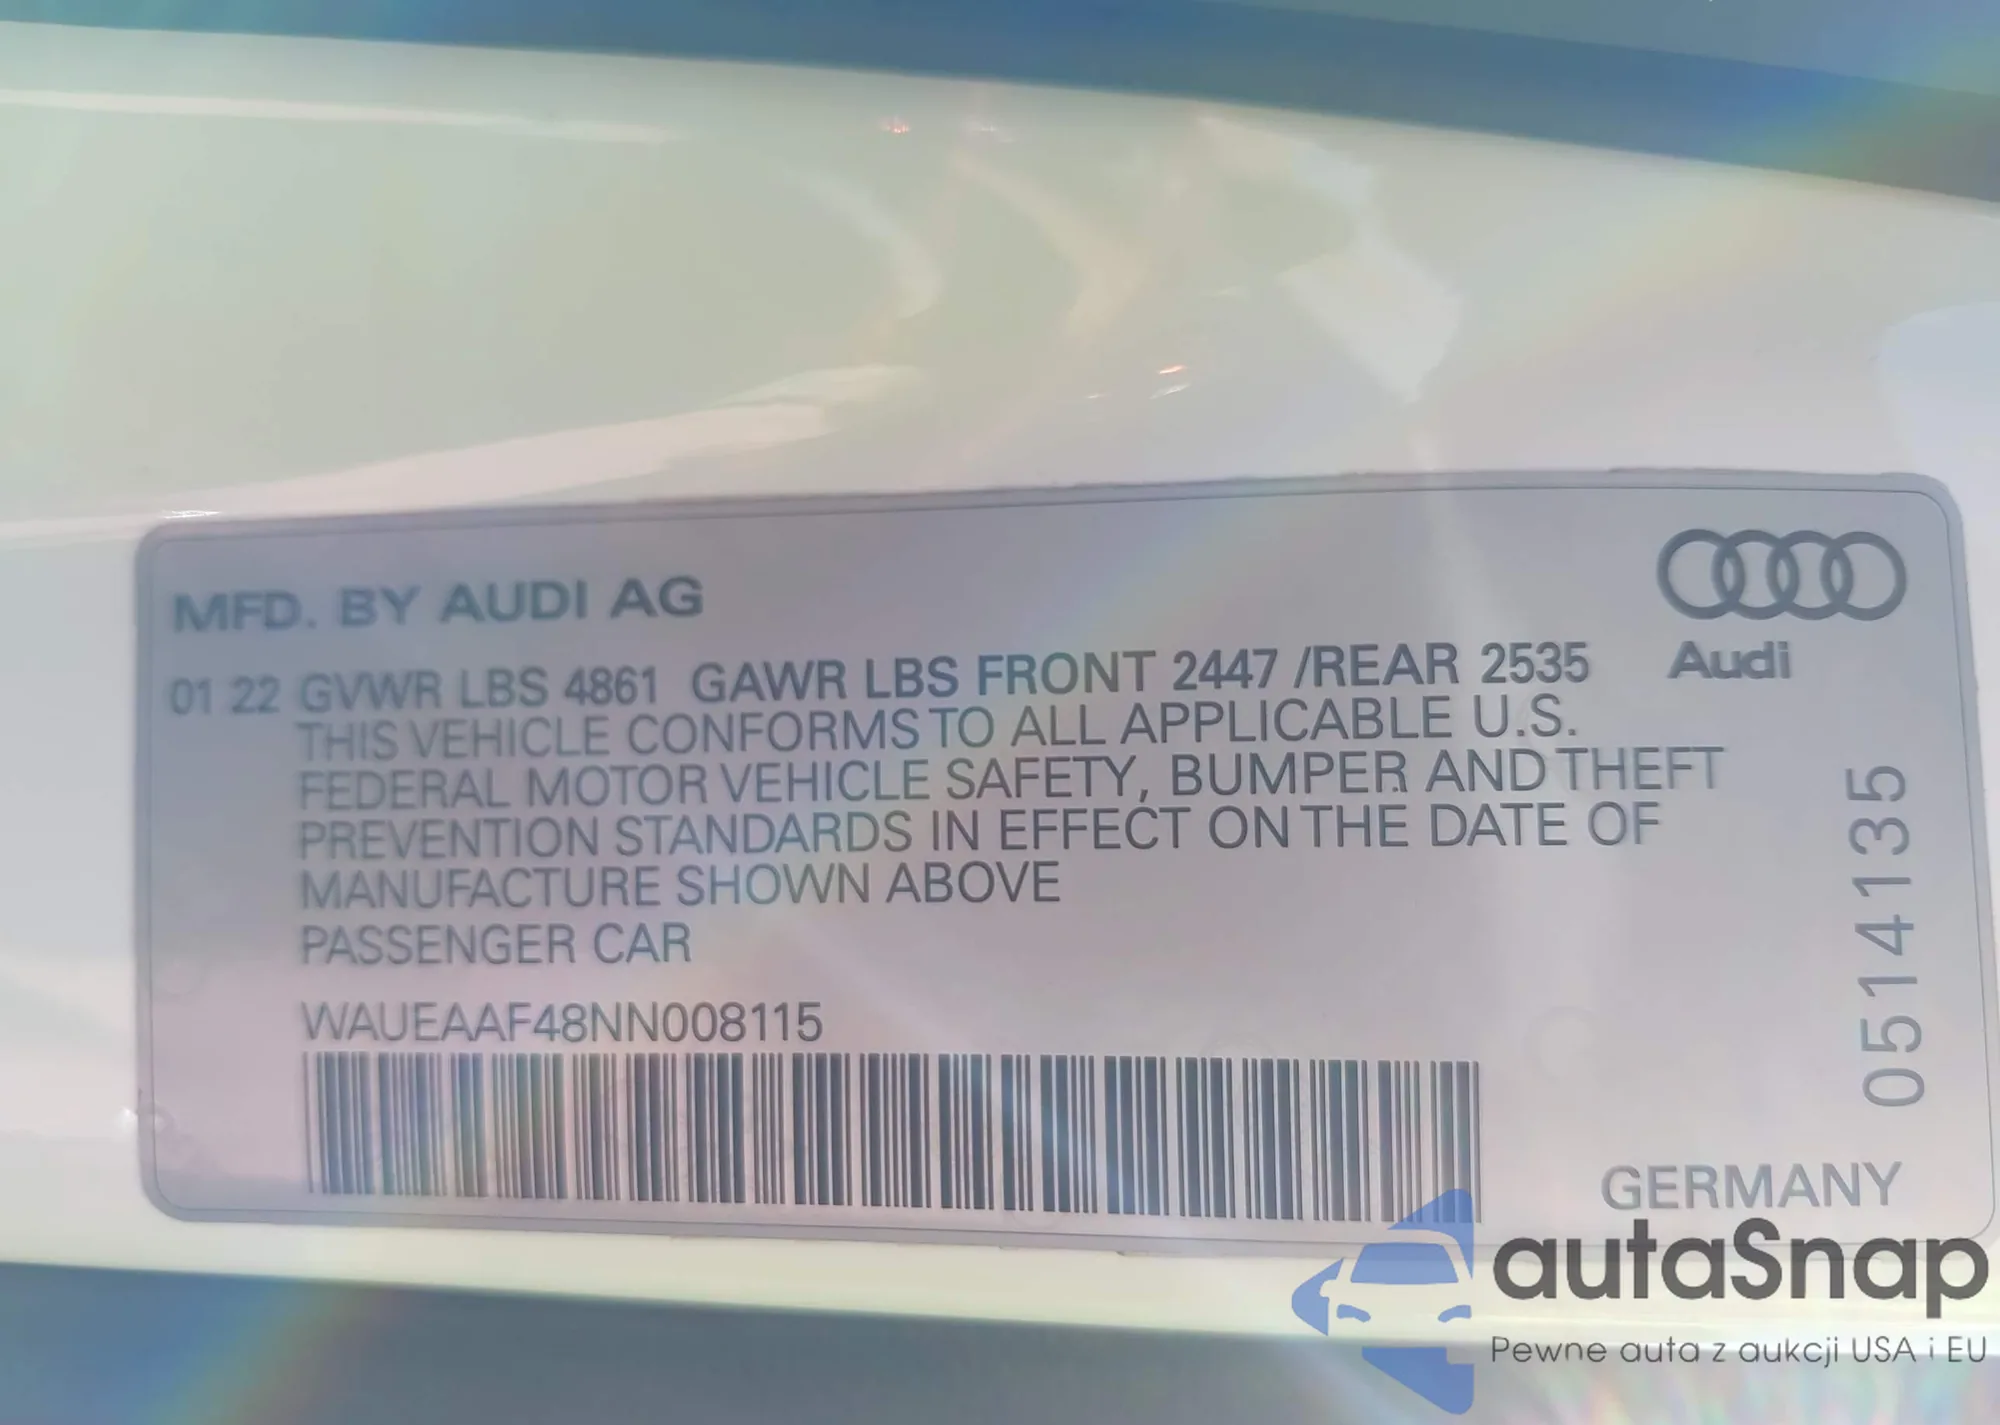 MFD. BY AUDI AG
Audi
01 22 GVWR LBS 4861 GAWR LBS FRONT 2447 /REAR 2535
THIS VEHICLE CONFORMS TO ALL APPLICABLE U.S.
FEDERAL MOTOR VEHICLE SAFETY, BUMPER AND THEFT
PREVENTION STANDARDS IN EFFECT ON THE DATE OF
MANUFACTURE SHOWN ABOVE
PASSENGER CAR
WAUEAAF48NN008115
0514135
GERMANY
autaSnap
Pewne auta z aukcji USA i EU